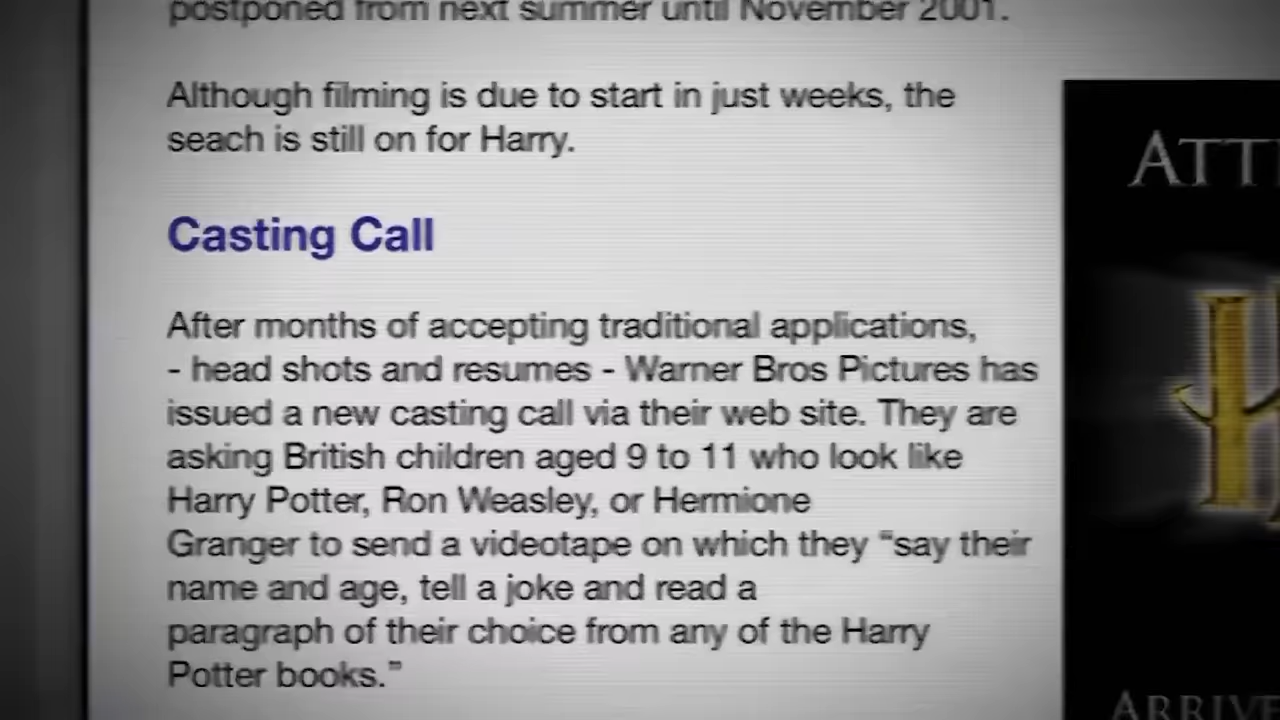 postponed from next summer until November 2001.
Although filming is due to start in just weeks, the
seach is still on for Harry.
Casting Call
After months of accepting traditional applications,
- head shots and resumes - Warner Bros Pictures has
issued a new casting call via their web site. They are
asking British children aged 9 to 11 who look like
Harry Potter, Ron Weasley, or Hermione
Granger to send a videotape on which they “say their
name and age, tell a joke and read a
paragraph of their choice from any of the Harry
Potter books.”